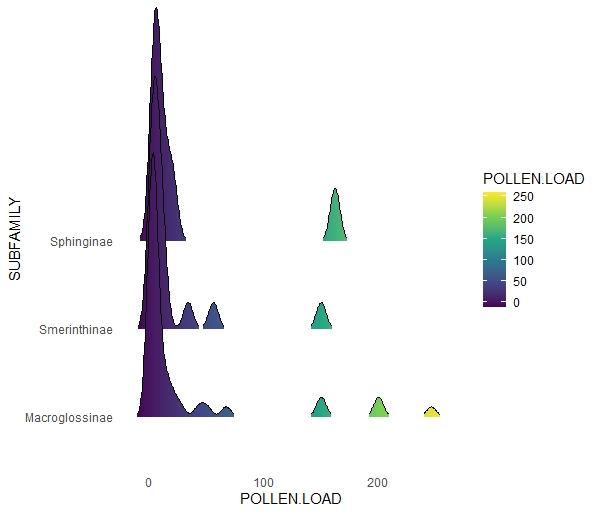 SUBFAMILY
Sphinginae
Smerinthinae
Macroglossinae
0 100 200
POLLEN.LOAD
POLLEN.LOAD
250
200
150
100
50
0